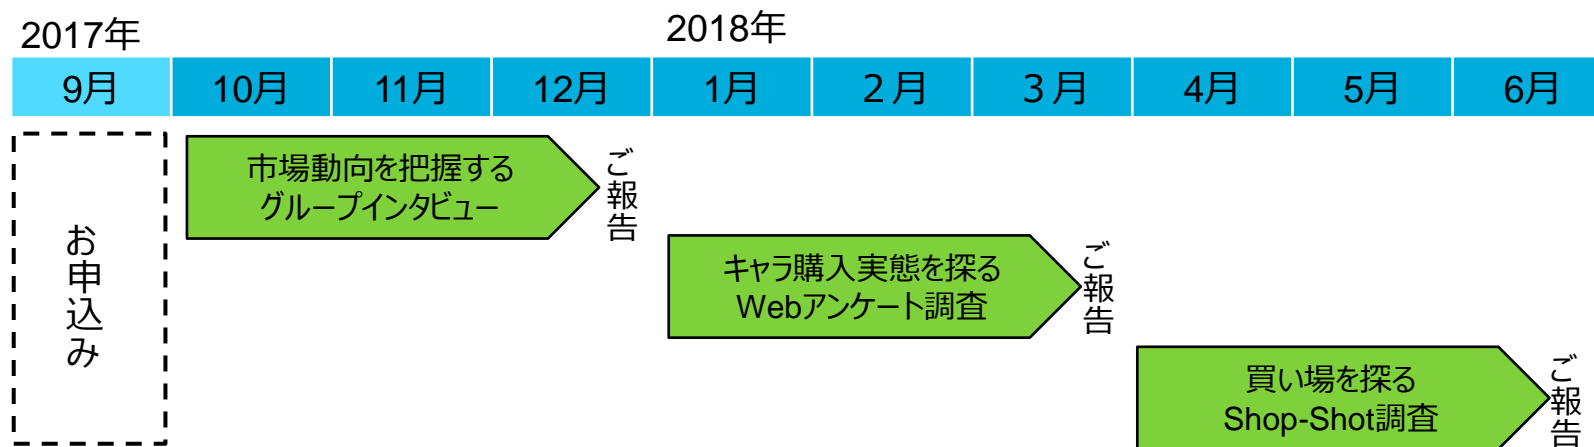 2017年
2018年
9月
10月
11月
12月
1月
２月
３月
4月
5月
6月
お申込み
市場動向を把握する
グループインタビュー
ご報告
キャラ購入実態を探る
Webアンケート調査
ご報告
買い場を探る
Shop-Shot調査
ご報告